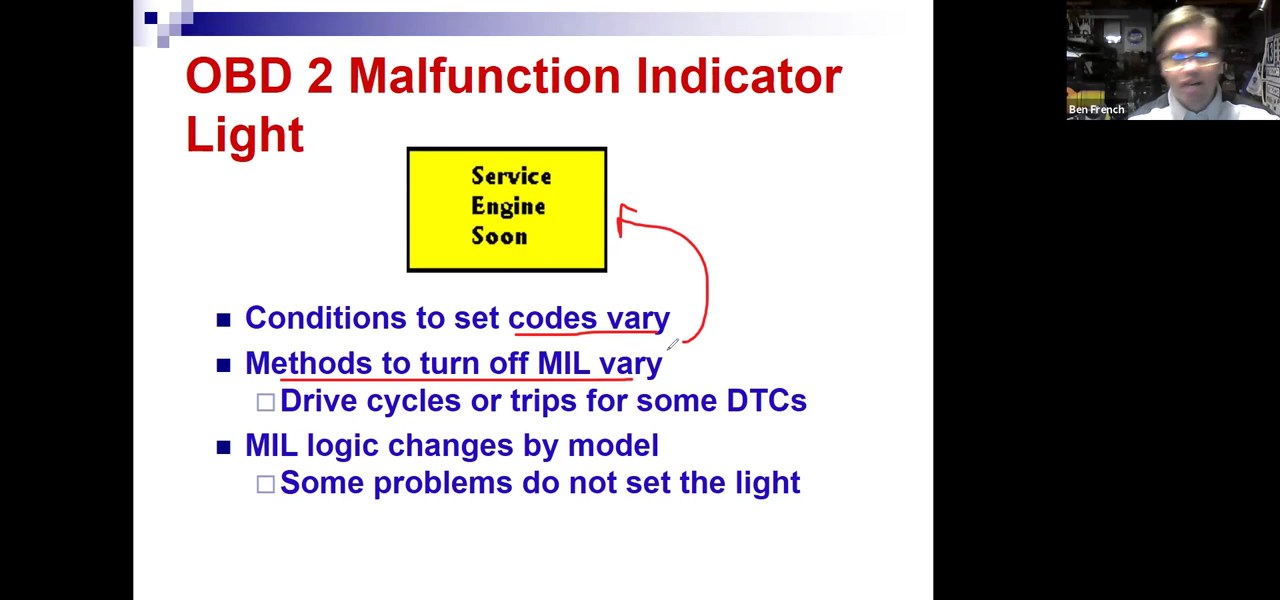 OBD 2 Malfunction Indicator
Light
Service
Engine
Soon
Conditions to set codes vary
Methods to turn off MIL vary
Drive cycles or trips for some DTCs
MIL logic changes by model
Some problems do not set the light
Ben French